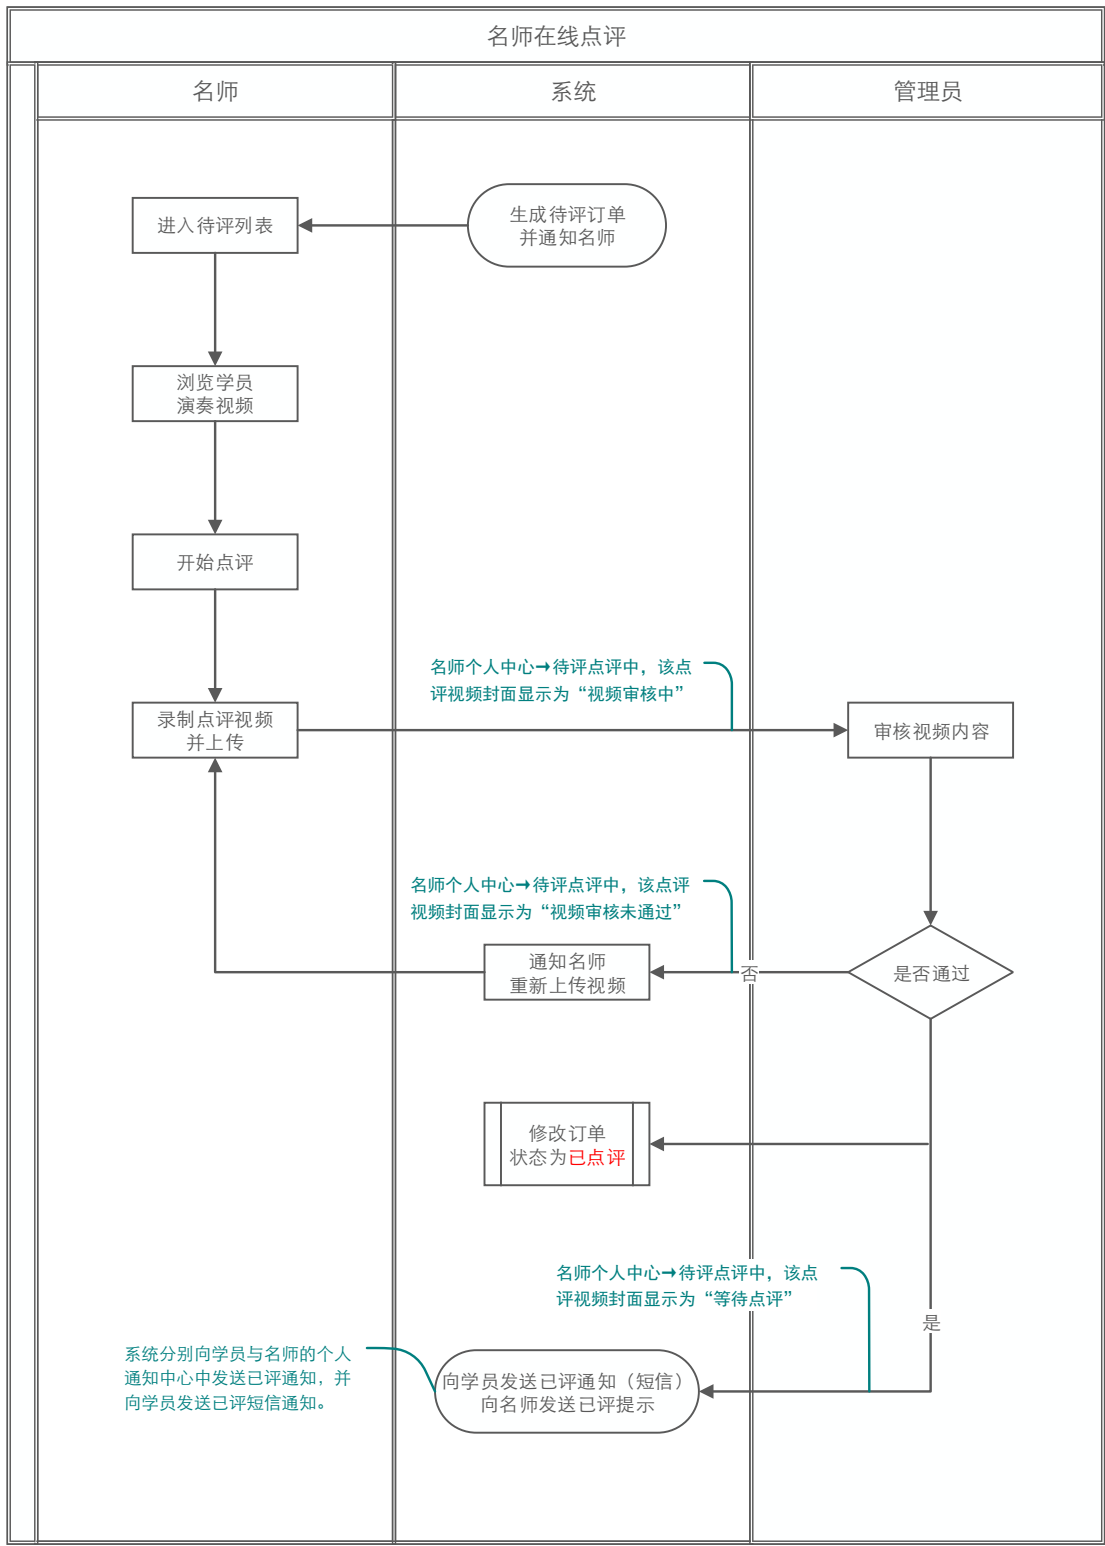 名师在线点评
名师
系统
管理员
生成待评订单
并通知名师
进入待评列表
浏览学员
演奏视频
开始点评
名师个人中心→待评点评中，该点
评视频封面显示为“视频审核中”
录制点评视频
并上传
审核视频内容
名师个人中心→待评点评中，该点评
视频封面显示为“视频审核未通过”
通知名师
重新上传视频
否
是否通过
修改订单
状态为已点评
名师个人中心→待评点评中，该点
评视频封面显示为“等待点评”
是
系统分别向学员与名师的个人
通知中心中发送已评通知，并
向学员发送已评短信通知。
向学员发送已评通知（短信）
向名师发送已评提示